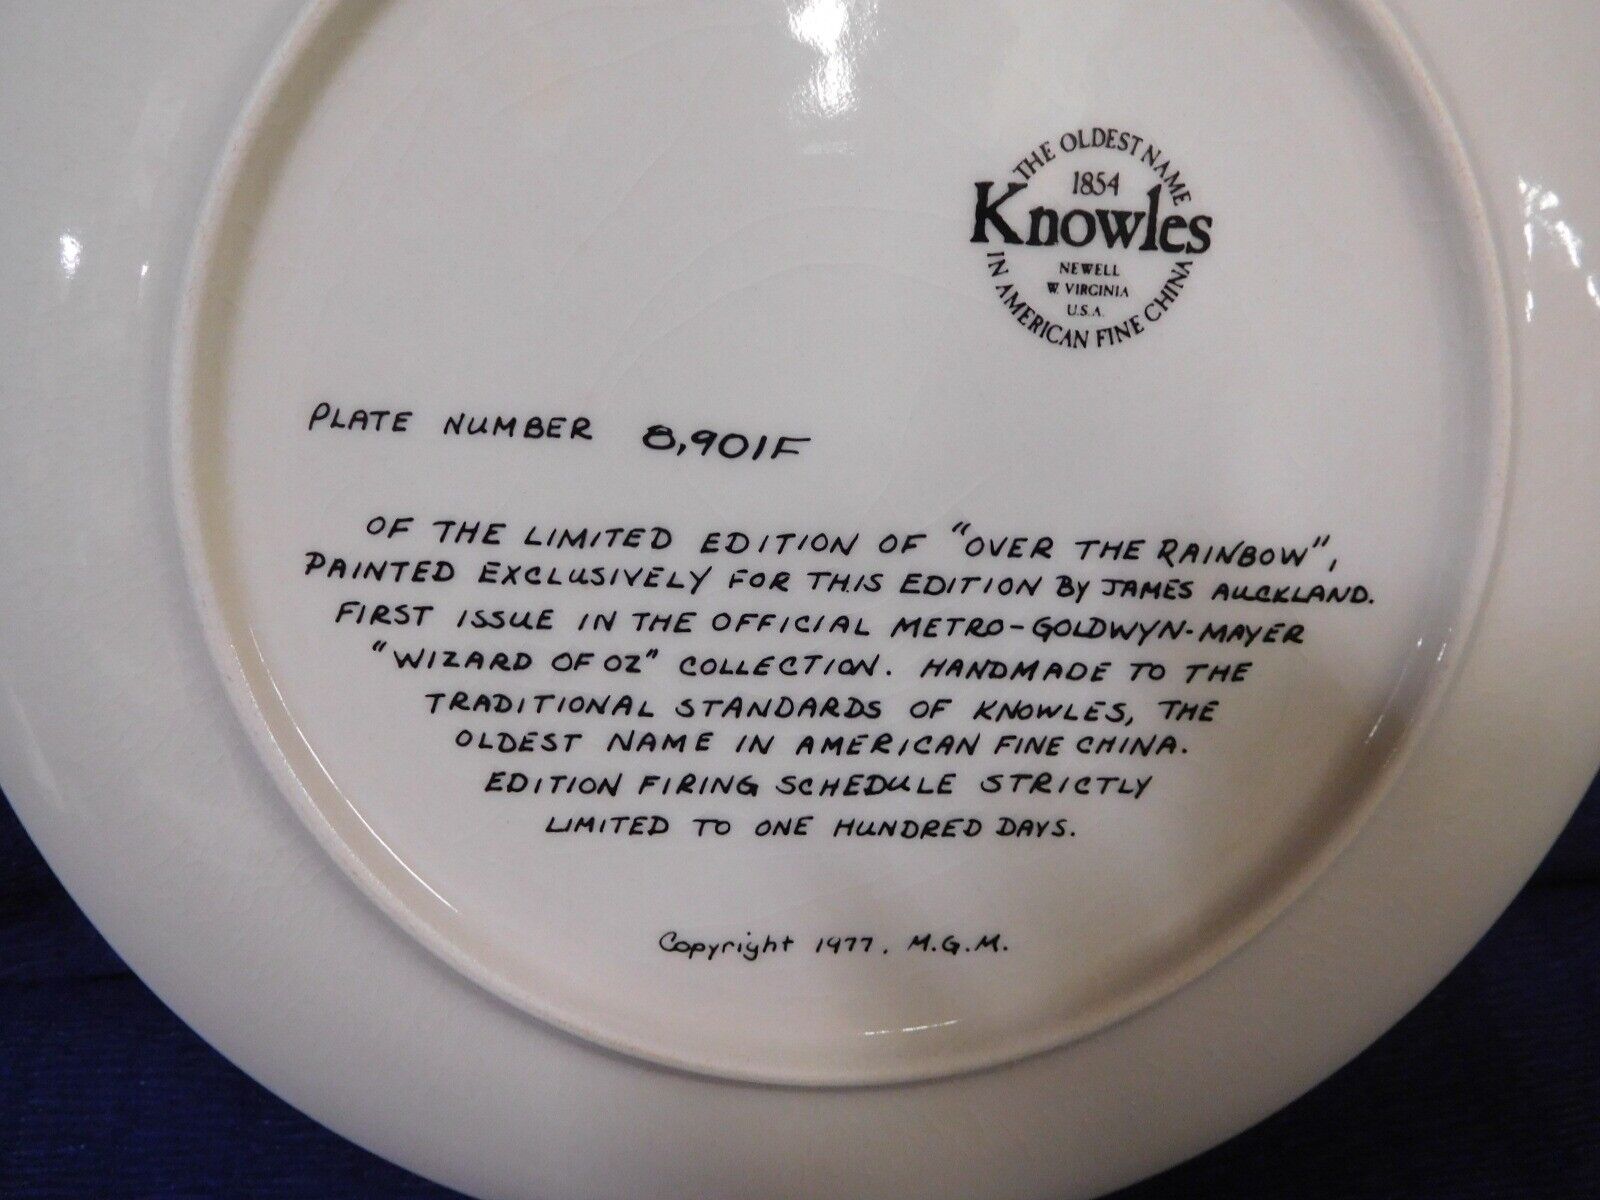 THE OLDEST NAME
1854
Knowles
NEWELL
W. VIRGINIA
U.S.A.
IN AMERICAN FINE CHINA
PLATE NUMBER 8,901F
OF THE LIMITED EDITION OF "OVER THE RAINBOW",
PAINTED EXCLUSIVELY FOR THIS EDITION BY JAMES AUCKLAND.
FIRST ISSUE IN THE OFFICIAL METRO-GOLDWYN-MAYER
"WIZARD OF OZ" COLLECTION. HANDMADE TO THE
TRADITIONAL STANDARDS OF KNOWLES, THE
OLDEST NAME IN AMERICAN FINE CHINA.
EDITION FIRING SCHEDULE STRICTLY
LIMITED TO ONE HUNDRED DAYS.
Copyright 1977. M.G.M.